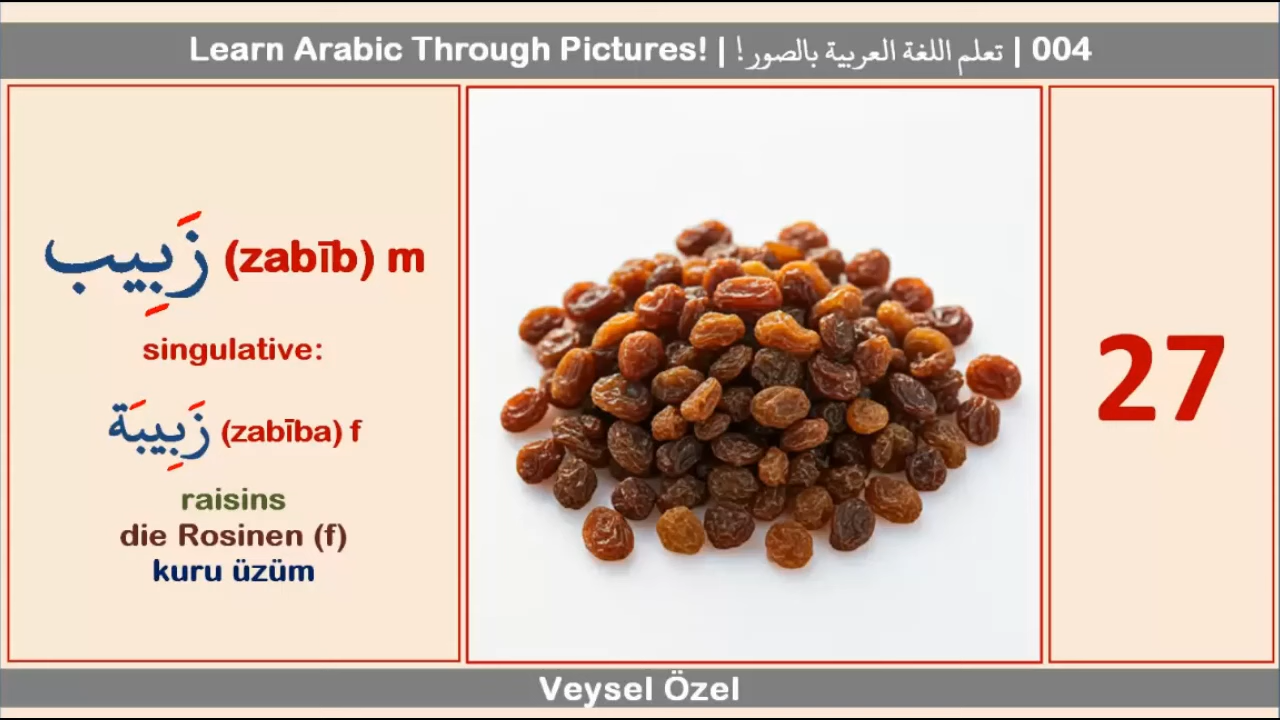 Learn Arabic Through Pictures! | تعلم اللغة العربية بالصور! | 004
زَبِيب (zabīb) m
singulative:
زَبِيبَة (zabība) f
raisins
die Rosinen (f)
kuru üzüm
27
Veysel Özel